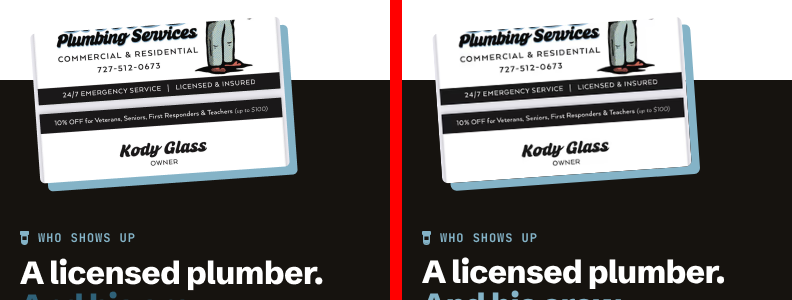 Plumbing Services
COMMERCIAL & RESIDENTIAL
727-512-0673
24/7 EMERGENCY SERVICE | LICENSED & INSURED
10% OFF for Veterans, Seniors, First Responders & Teachers (up to $100)
Kody Glass
OWNER
WHO SHOWS UP
A licensed plumber.
Plumbing Services
COMMERCIAL & RESIDENTIAL
727-512-0673
24/7 EMERGENCY SERVICE | LICENSED & INSURED
10% OFF for Veterans, Seniors, First Responders & Teachers (up to $100)
Kody Glass
OWNER
WHO SHOWS UP
A licensed plumber.
And his crew